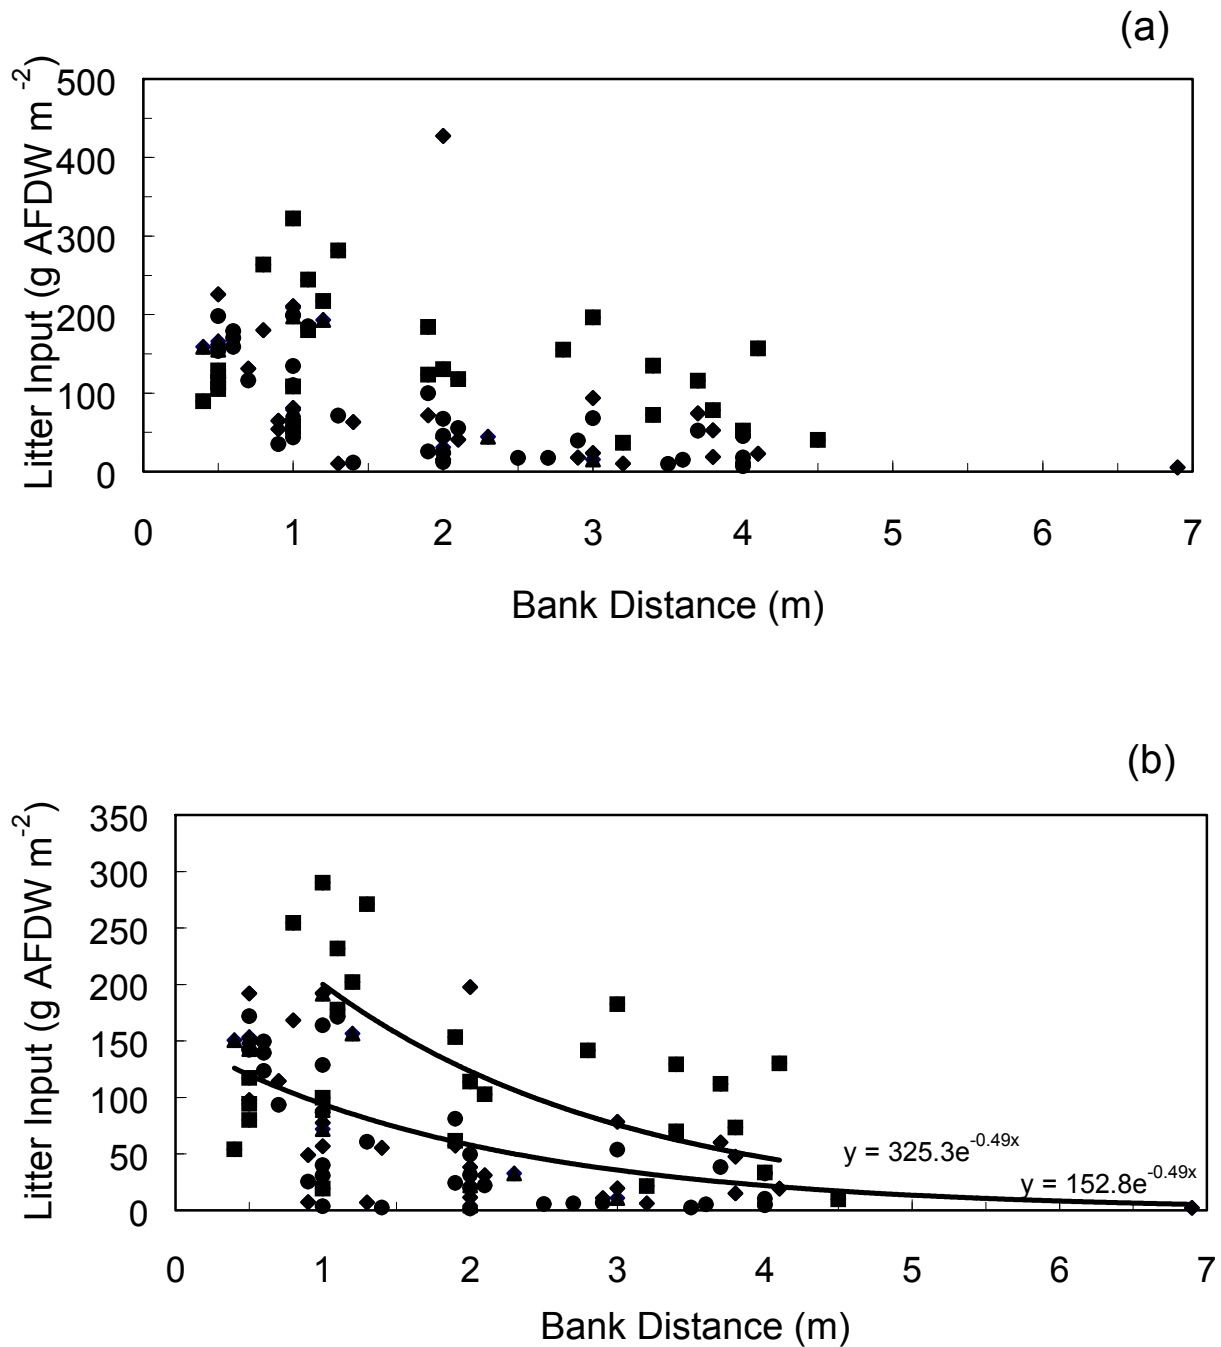 (a)
Litter Input (g AFDW m⁻²)
500
400
300
200
100
0
0 1 2 3 4 5 6 7
Bank Distance (m)
(b)
Litter Input (g AFDW m⁻²)
350
300
250
200
150
100
50
0
y = 325.3e⁻⁰·⁴⁹ˣ
y = 152.8e⁻⁰·⁴⁹ˣ
0 1 2 3 4 5 6 7
Bank Distance (m)